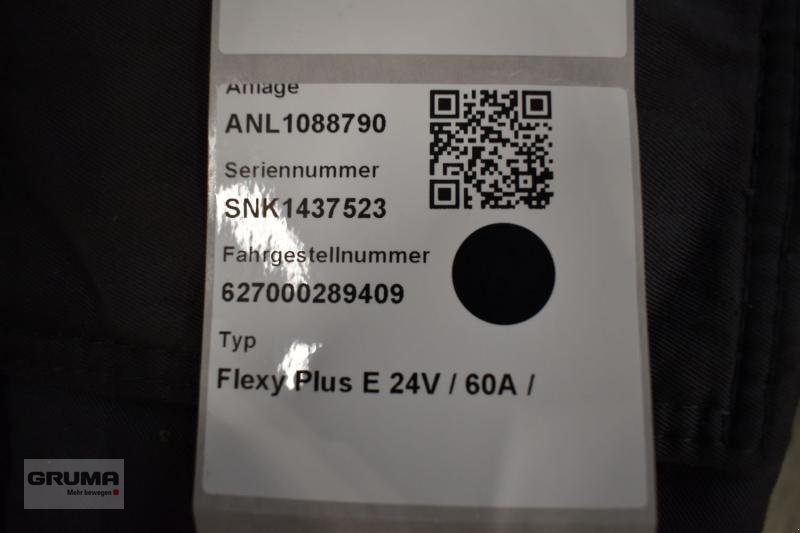 Anlage
ANL1088790
Seriennummer
SNK1437523
Fahrgestellnummer
627000289409
Typ
Flexy Plus E 24V / 60A /
GRUMA
Mehr bewegen